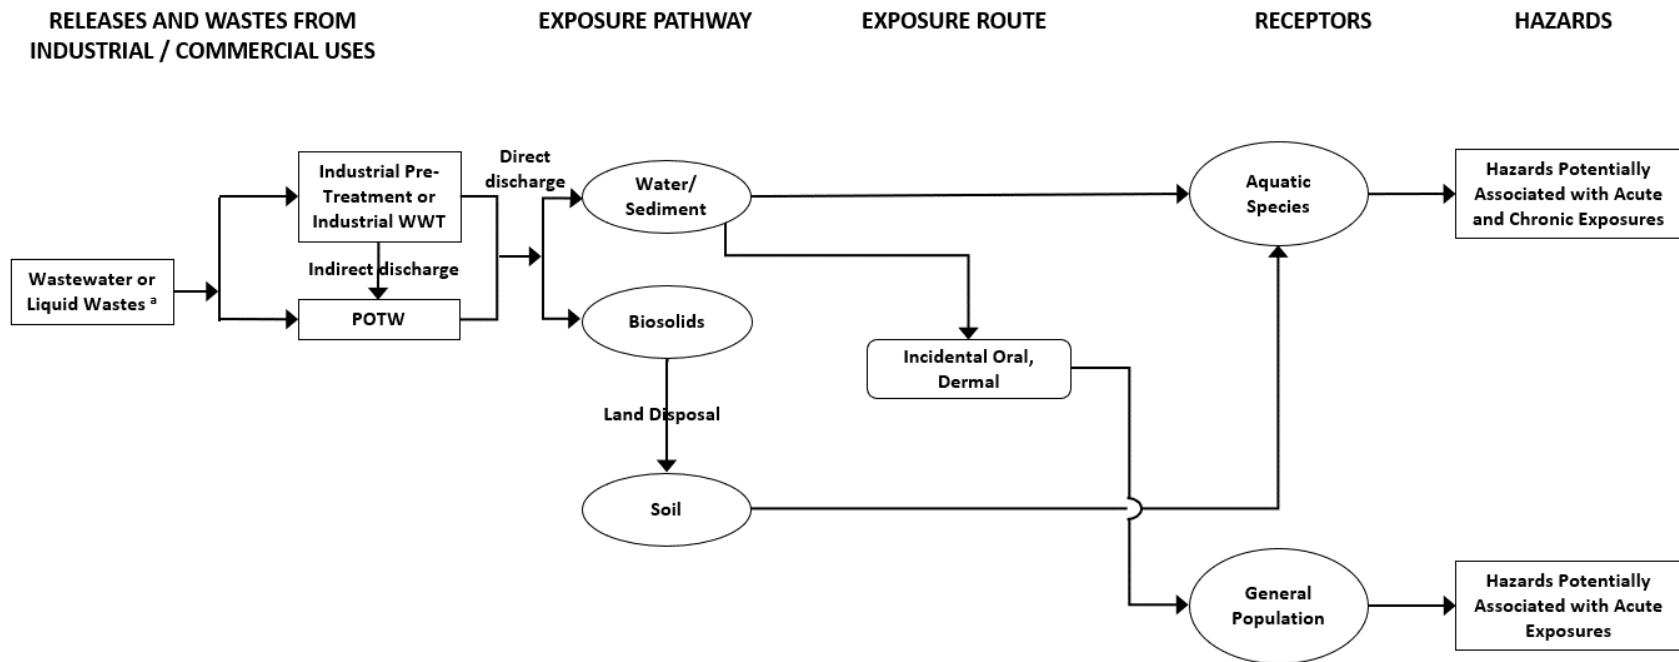 RELEASES AND WASTES FROM
INDUSTRIAL / COMMERCIAL USES
EXPOSURE PATHWAY
EXPOSURE ROUTE
RECEPTORS
HAZARDS
Wastewater or
Liquid Wastes ᵃ
Industrial Pre-
Treatment or
Industrial WWT
Indirect discharge
POTW
Direct
discharge
Water/
Sediment
Biosolids
Land Disposal
Soil
Incidental Oral,
Dermal
Aquatic
Species
General
Population
Hazards Potentially
Associated with Acute
and Chronic Exposures
Hazards Potentially
Associated with Acute
Exposures